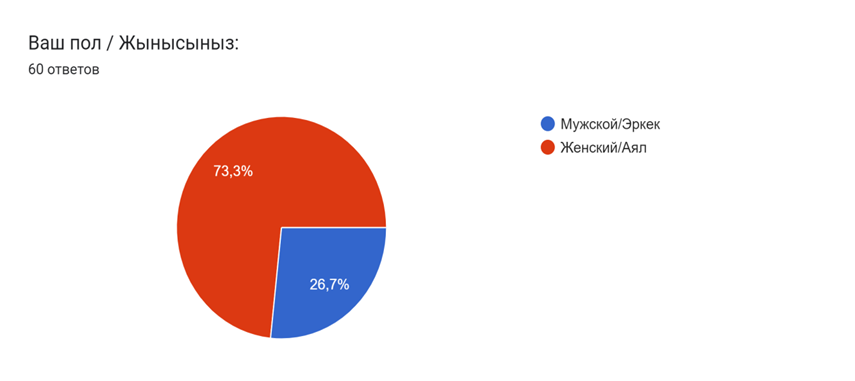 Ваш пол / Жынысыныз:
60 ответов
Мужской/Эркек
Женский/Аял
73,3%
26,7%